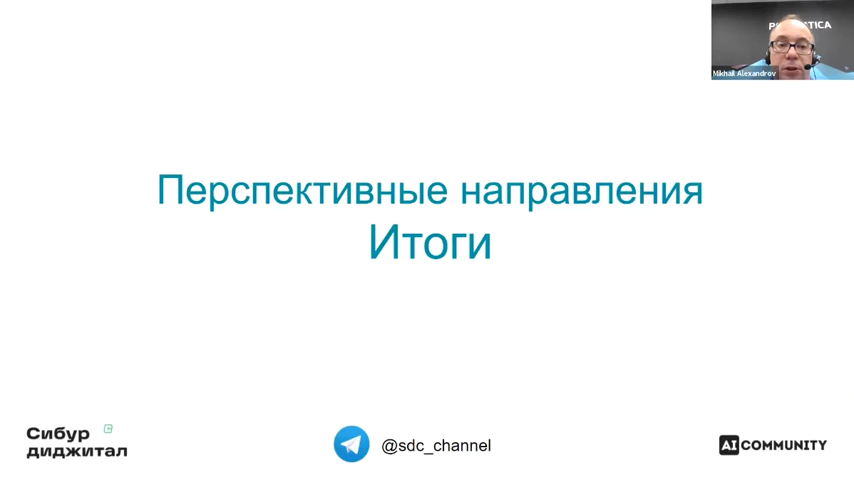 Mikhail Alexandrov
Перспективные направления
Итоги
Сибур
диджитал
@sdc_channel
AI COMMUNITY